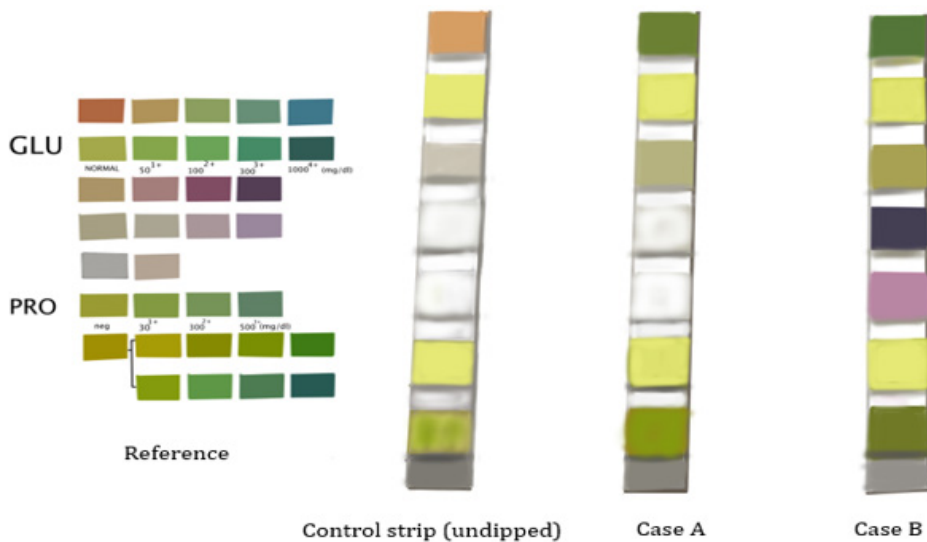 GLU
NORMAL 50 1+ 100 2+ 300 3+ 1000 4+ (mg/dl)
PRO
neg 30 1+ 100 2+ 500 (mg/dl)
Reference
Control strip (undipped)
Case A
Case B